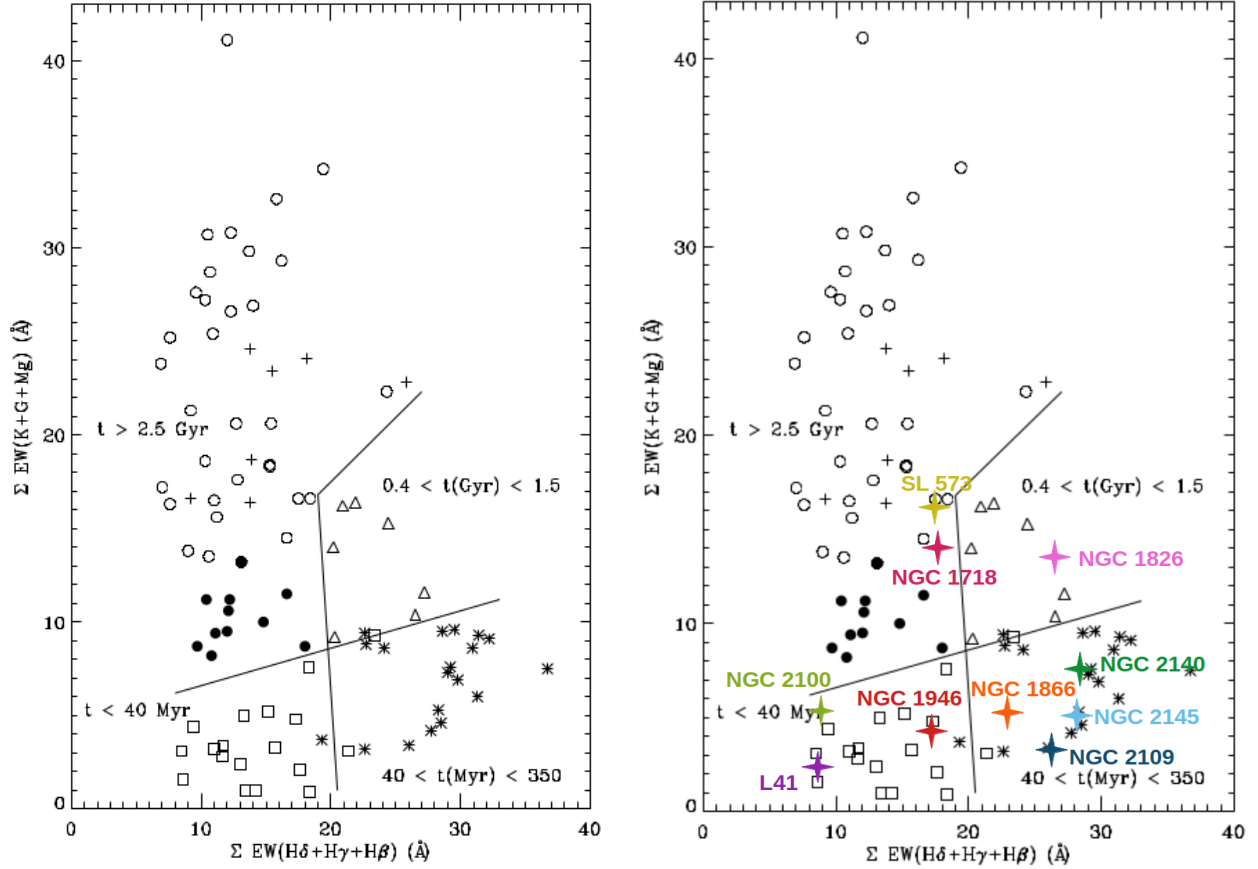 40
30
20
10
0
0
10
20
30
40
Σ EW(K+G+Mg) (Å)
Σ EW(Hδ+Hγ+Hβ) (Å)
t > 2.5 Gyr
0.4 < t(Gyr) < 1.5
t < 40 Myr
40 < t(Myr) < 350
40
30
20
10
0
0
10
20
30
40
Σ EW(K+G+Mg) (Å)
Σ EW(Hδ+Hγ+Hβ) (Å)
t > 2.5 Gyr
SL 573
0.4 < t(Gyr) < 1.5
NGC 1826
NGC 1718
NGC 2140
NGC 2100
NGC 1946
NGC 1866
t < 40 Myr
NGC 2145
NGC 2109
L41
40 < t(Myr) < 350